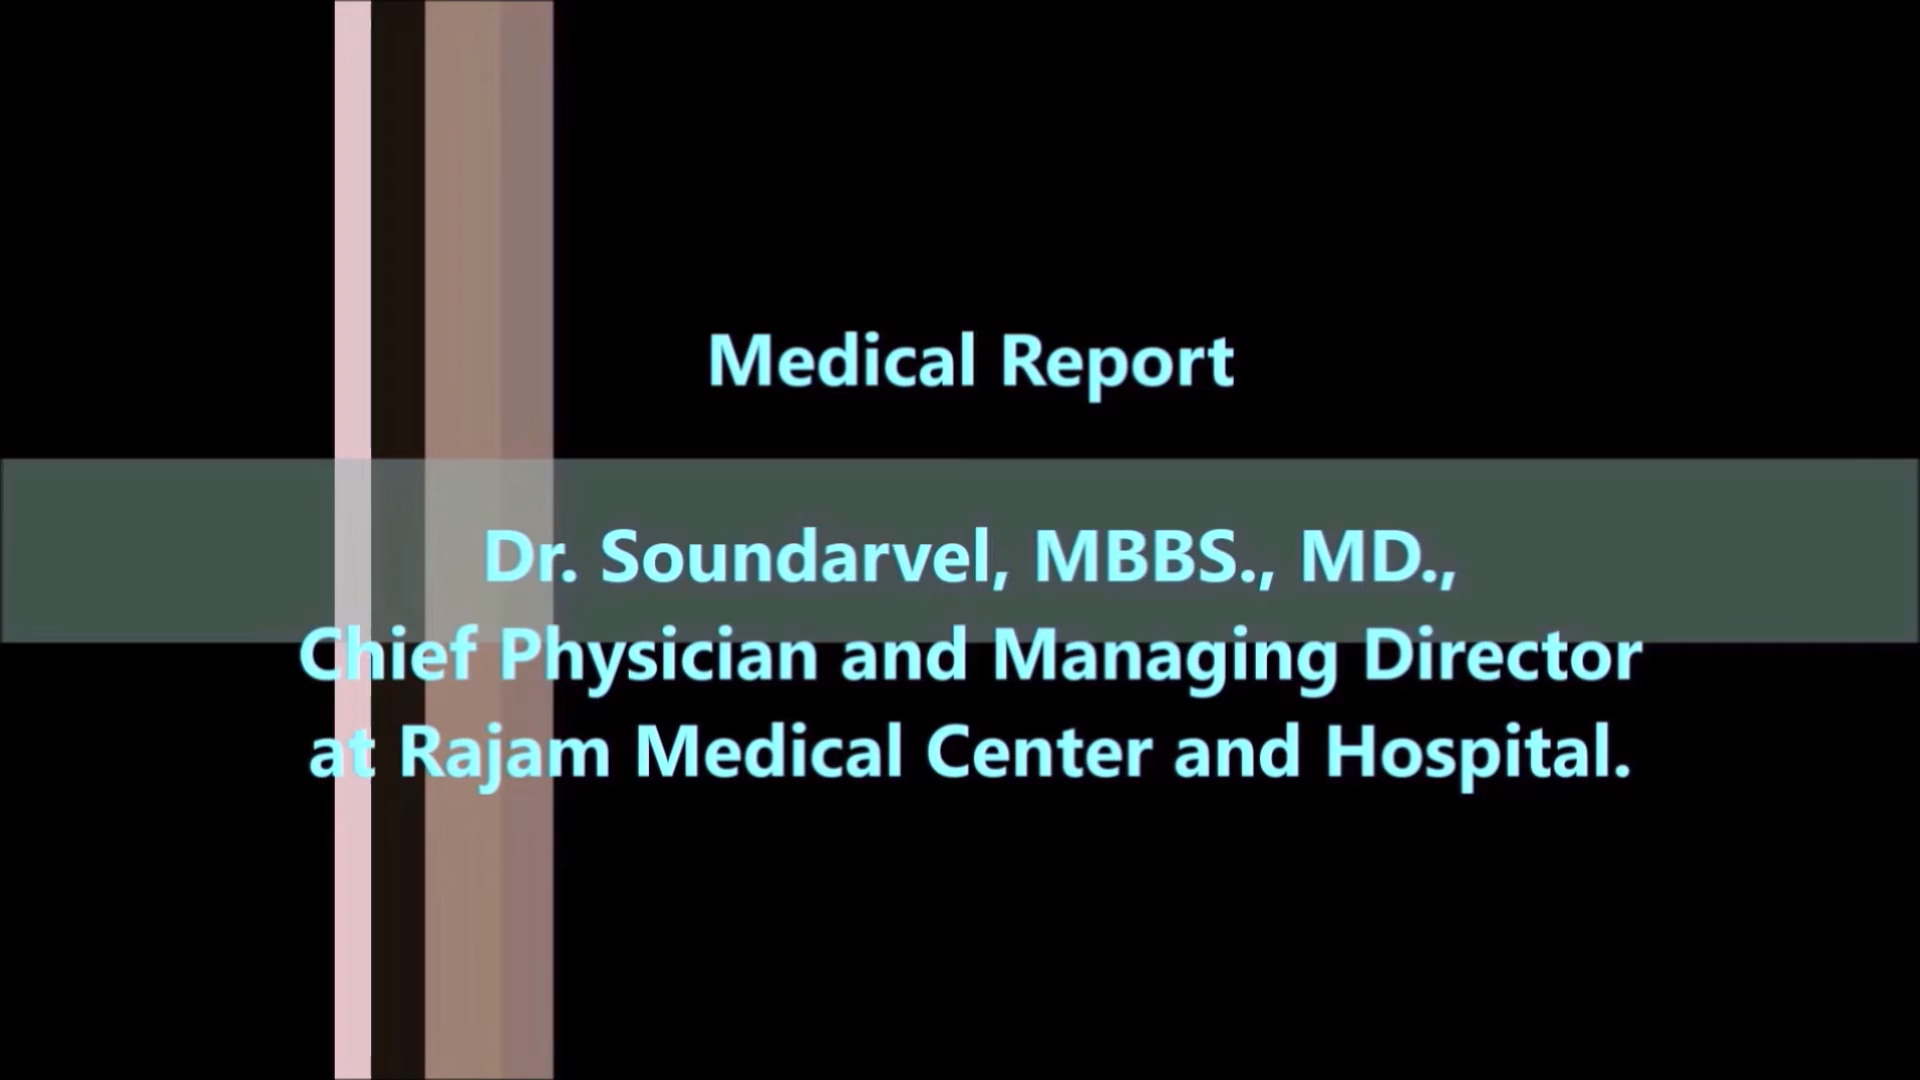 Medical Report
Dr. Soundarvel, MBBS., MD.,
Chief Physician and Managing Director
at Rajam Medical Center and Hospital.